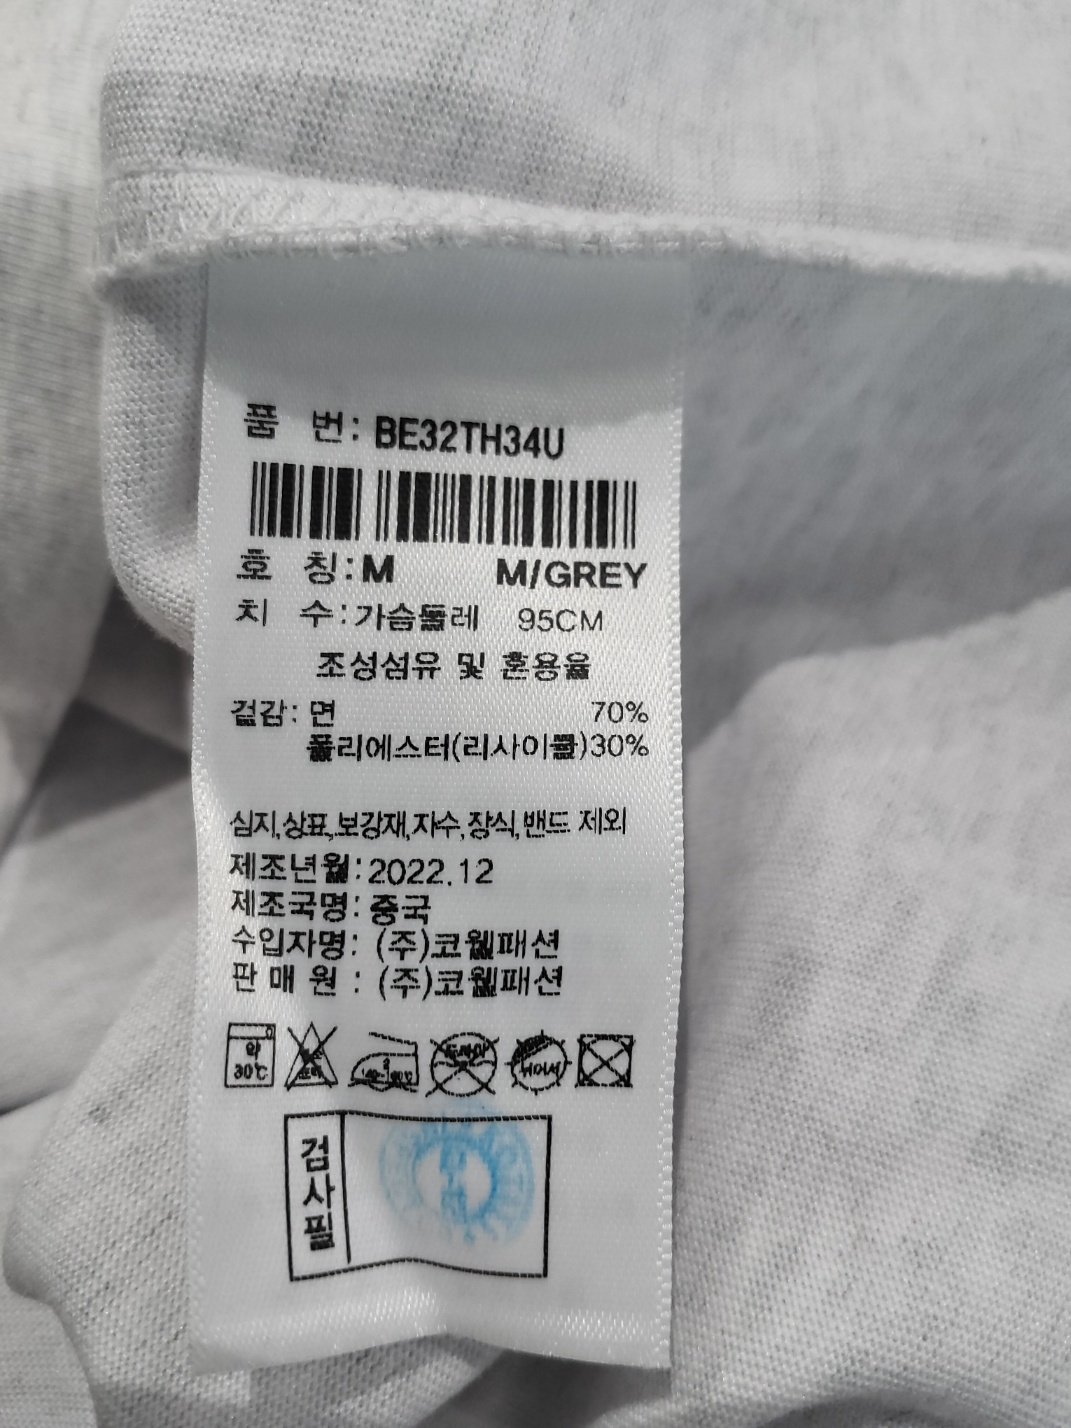 품 번: BE32TH34U
호 칭: M M/GREY
치 수: 가슴둘레 95CM
조성섬유 및 혼용율
겉감: 면 70%
폴리에스터(리사이클)30%
심지,상표,보강재,자수,장식,밴드 제외
제조년월: 2022.12
제조국명: 중국
수입자명: (주)코웰패션
판 매 원 : (주)코웰패션
약
30℃
뉘어서
검사필